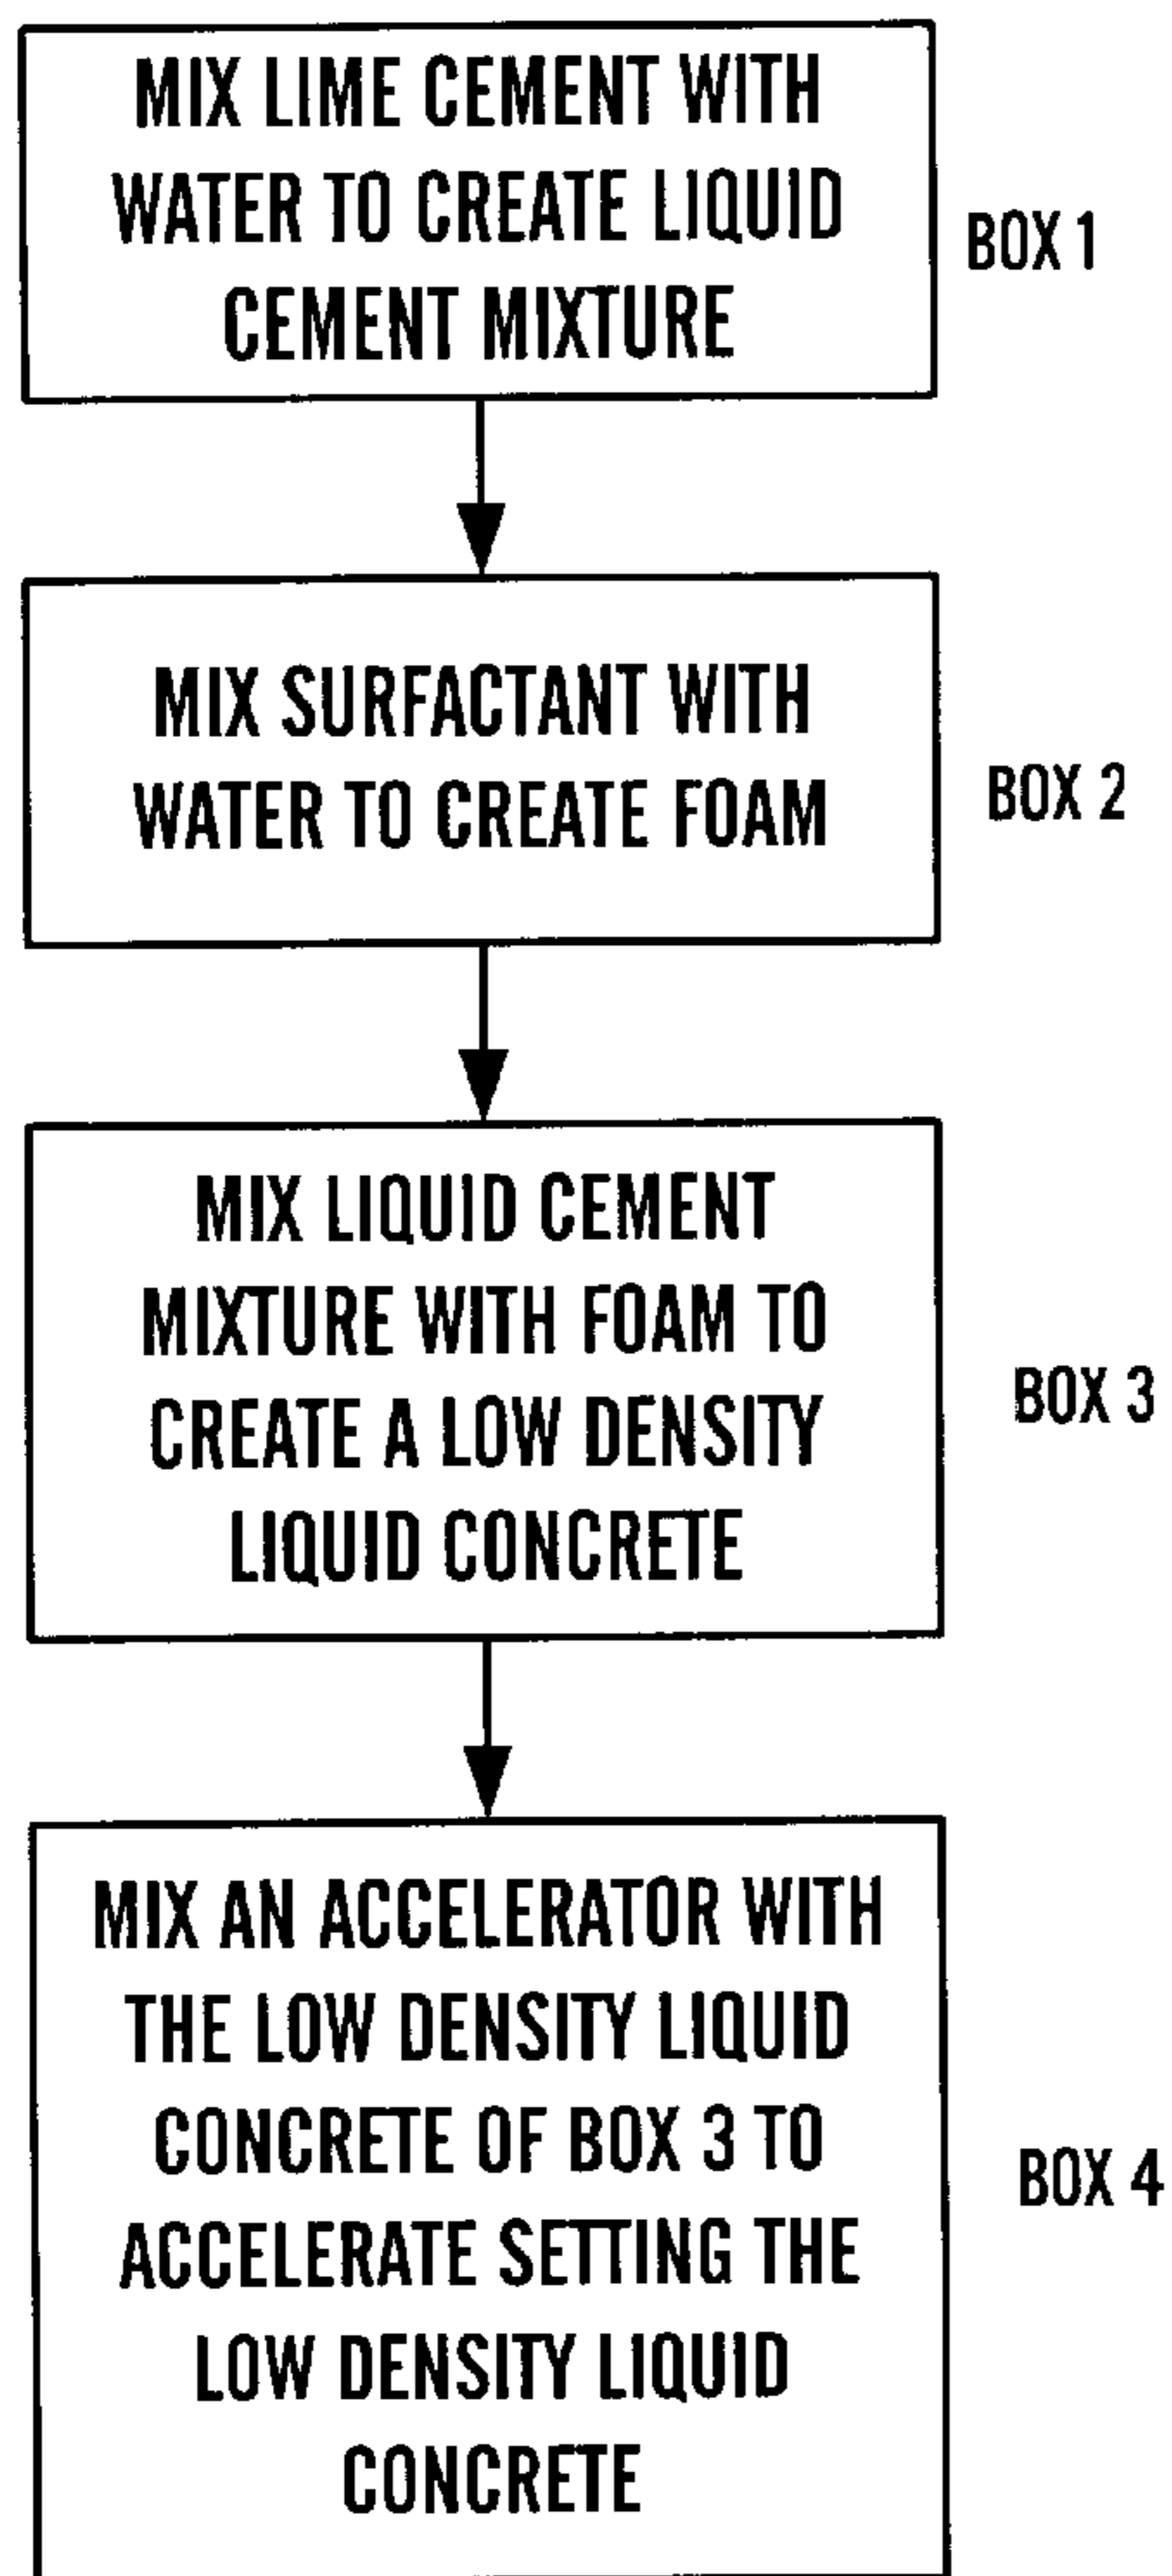 MIX LIME CEMENT WITH
WATER TO CREATE LIQUID
CEMENT MIXTURE
BOX 1
MIX SURFACTANT WITH
WATER TO CREATE FOAM
BOX 2
MIX LIQUID CEMENT
MIXTURE WITH FOAM TO
CREATE A LOW DENSITY
LIQUID CONCRETE
BOX 3
MIX AN ACCELERATOR WITH
THE LOW DENSITY LIQUID
CONCRETE OF BOX 3 TO
ACCELERATE SETTING THE
LOW DENSITY LIQUID
CONCRETE
BOX 4